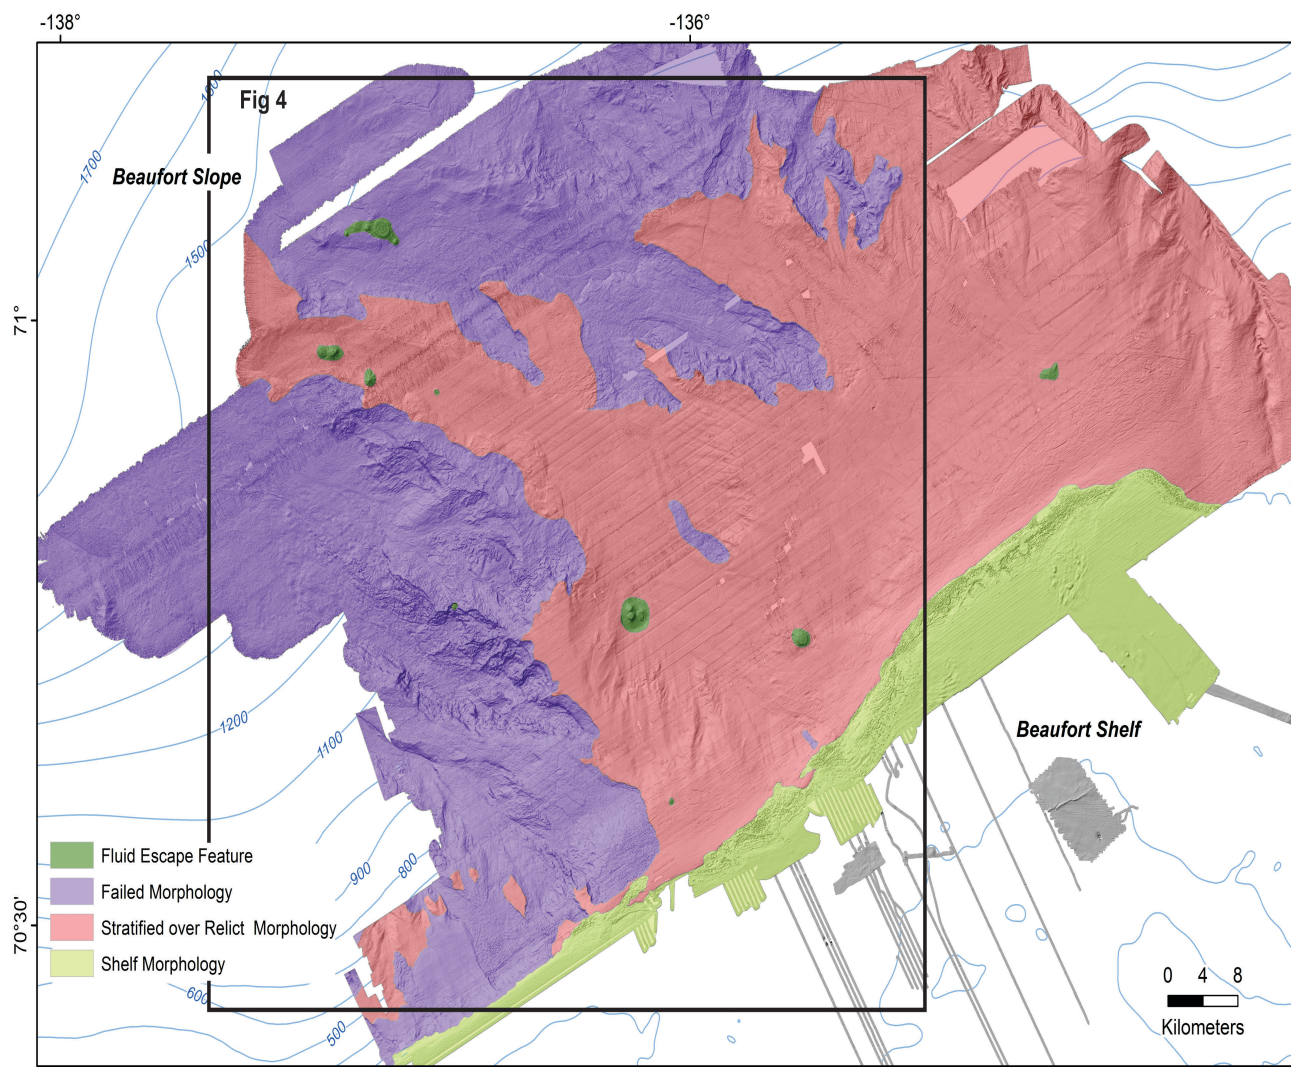 -138°
-136°
Fig 4
1800
1700
Beaufort Slope
1500
71°
1200
1100
Beaufort Shelf
Fluid Escape Feature
900
800
Failed Morphology
Stratified over Relict  Morphology
70°30'
Shelf Morphology
600
500
0 4 8
Kilometers